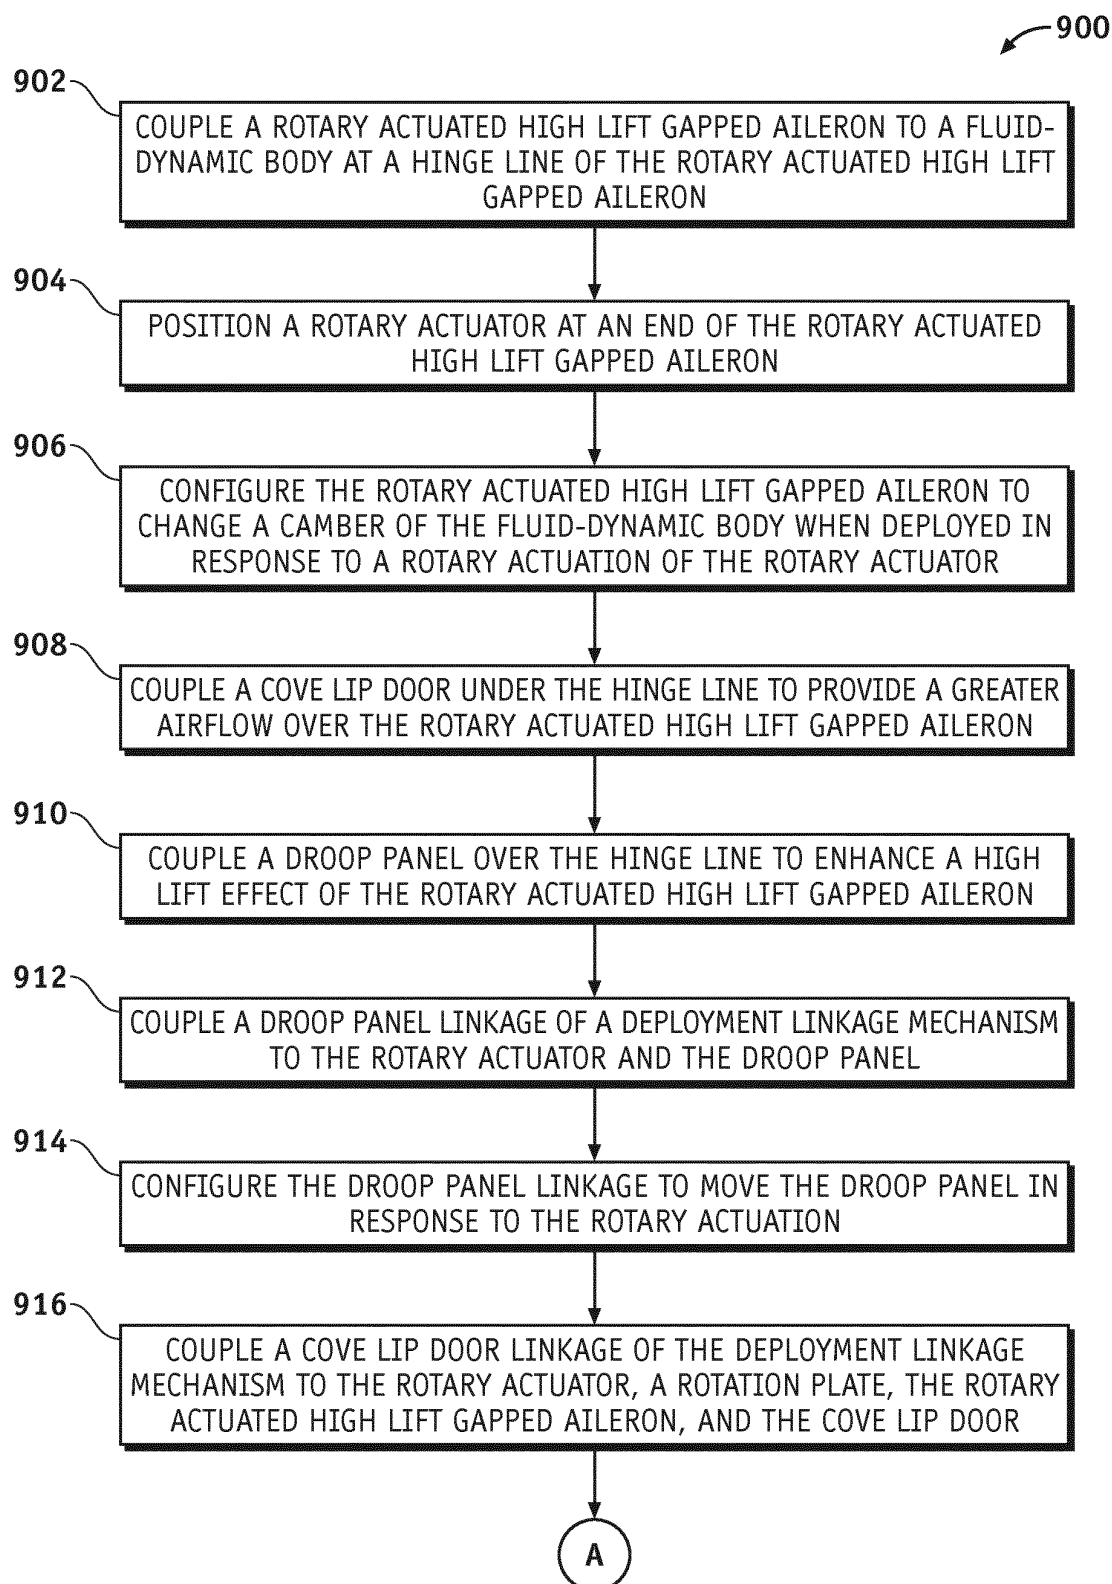 900
902
COUPLE A ROTARY ACTUATED HIGH LIFT GAPPED AILERON TO A FLUID-
DYNAMIC BODY AT A HINGE LINE OF THE ROTARY ACTUATED HIGH LIFT
GAPPED AILERON
904
POSITION A ROTARY ACTUATOR AT AN END OF THE ROTARY ACTUATED
HIGH LIFT GAPPED AILERON
906
CONFIGURE THE ROTARY ACTUATED HIGH LIFT GAPPED AILERON TO
CHANGE A CAMBER OF THE FLUID-DYNAMIC BODY WHEN DEPLOYED IN
RESPONSE TO A ROTARY ACTUATION OF THE ROTARY ACTUATOR
908
COUPLE A COVE LIP DOOR UNDER THE HINGE LINE TO PROVIDE A GREATER
AIRFLOW OVER THE ROTARY ACTUATED HIGH LIFT GAPPED AILERON
910
COUPLE A DROOP PANEL OVER THE HINGE LINE TO ENHANCE A HIGH
LIFT EFFECT OF THE ROTARY ACTUATED HIGH LIFT GAPPED AILERON
912
COUPLE A DROOP PANEL LINKAGE OF A DEPLOYMENT LINKAGE MECHANISM
TO THE ROTARY ACTUATOR AND THE DROOP PANEL
914
CONFIGURE THE DROOP PANEL LINKAGE TO MOVE THE DROOP PANEL IN
RESPONSE TO THE ROTARY ACTUATION
916
COUPLE A COVE LIP DOOR LINKAGE OF THE DEPLOYMENT LINKAGE
MECHANISM TO THE ROTARY ACTUATOR, A ROTATION PLATE, THE ROTARY
ACTUATED HIGH LIFT GAPPED AILERON, AND THE COVE LIP DOOR
A